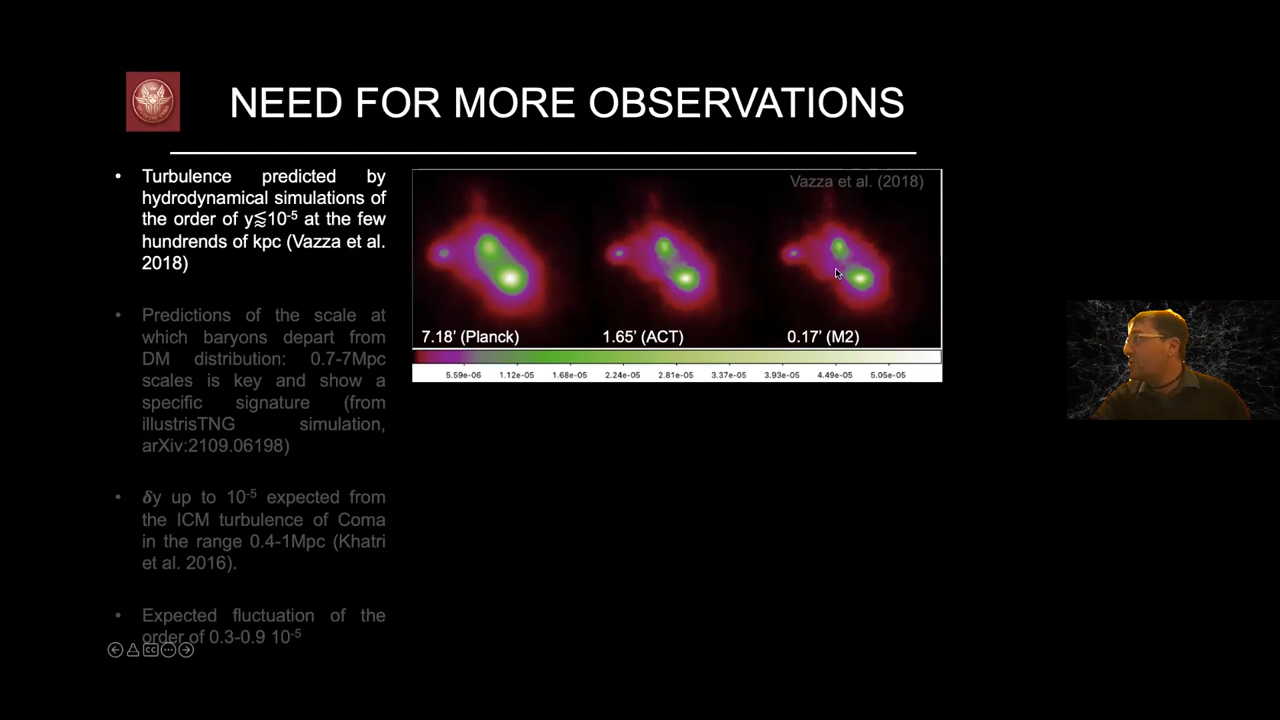 NEED FOR MORE OBSERVATIONS
• Turbulence predicted by
hydrodynamical simulations of
the order of y≲10-5 at the few
hundrends of kpc (Vazza et al.
2018)
• Predictions of the scale at
which baryons depart from
DM distribution: 0.7-7Mpc
scales is key and show a
specific signature (from
illustrisTNG simulation,
arXiv:2109.06198)
• δy up to 10-5 expected from
the ICM turbulence of Coma
in the range 0.4-1Mpc (Khatri
et al. 2016).
• Expected fluctuation of the
order of 0.3-0.9 10-5
Vazza et al. (2018)
7.18' (Planck) 1.65' (ACT) 0.17' (M2)
5.59e-06 1.12e-05 1.68e-05 2.24e-05 2.81e-05 3.37e-05 3.93e-05 4.49e-05 5.05e-05